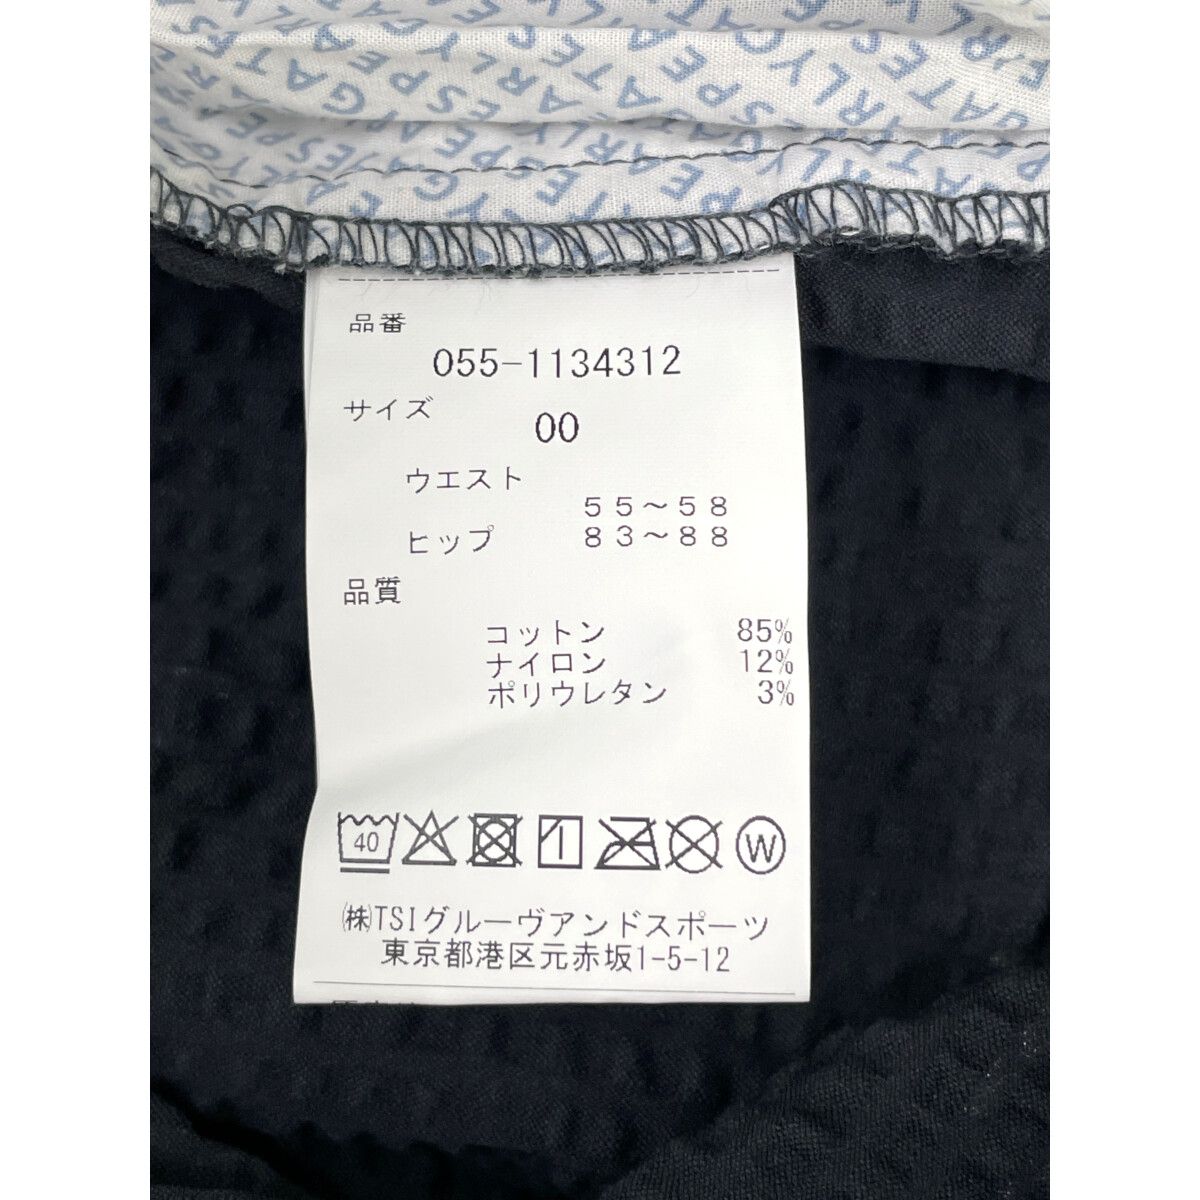 品番
055-1134312
サイズ
00
ウエスト 55～58
ヒップ 83～88
品質
コットン 85%
ナイロン 12%
ポリウレタン 3%
40
W
㈱TSIグルーヴアンドスポーツ
東京都港区元赤坂1-5-12